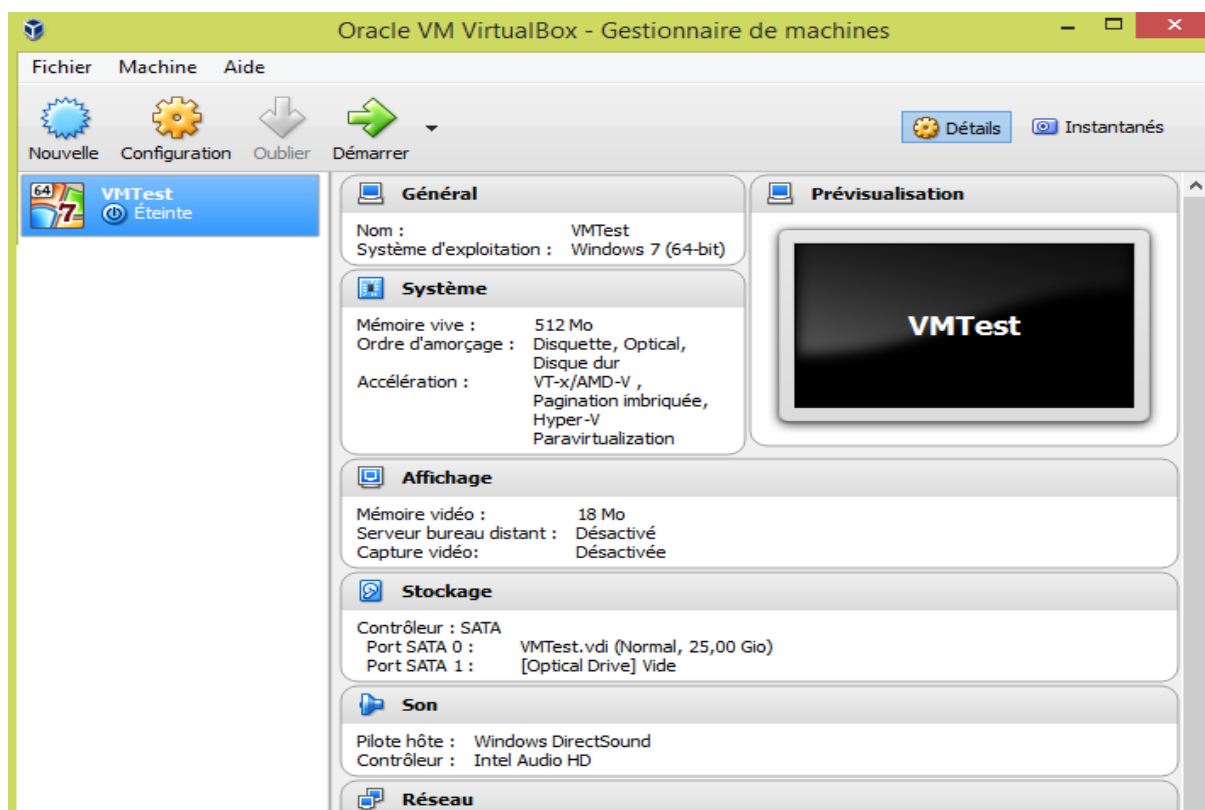 Oracle VM VirtualBox - Gestionnaire de machines
Fichier Machine Aide
Nouvelle Configuration Oublier Démarrer Détails Instantanés
64 7 VMTest
Éteinte
Général
Nom : VMTest
Système d'exploitation : Windows 7 (64-bit)
Prévisualisation
VMTest
Système
Mémoire vive : 512 Mo
Ordre d'amorçage : Disquette, Optical,
Disque dur
Accélération : VT-x/AMD-V ,
Pagination imbriquée,
Hyper-V
Paravirtualization
Affichage
Mémoire vidéo : 18 Mo
Serveur bureau distant : Désactivé
Capture vidéo: Désactivée
Stockage
Contrôleur : SATA
Port SATA 0 : VMTest.vdi (Normal, 25,00 Gio)
Port SATA 1 : [Optical Drive] Vide
Son
Pilote hôte : Windows DirectSound
Contrôleur : Intel Audio HD
Réseau